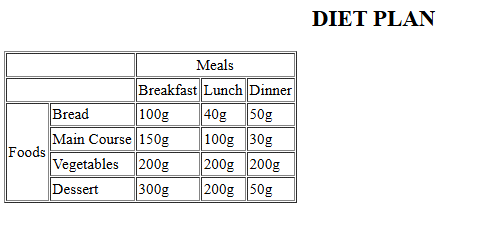 DIET PLAN
Meals
Breakfast Lunch Dinner
Foods Bread 100g 40g 50g
Main Course 150g 100g 30g
Vegetables 200g 200g 200g
Dessert 300g 200g 50g